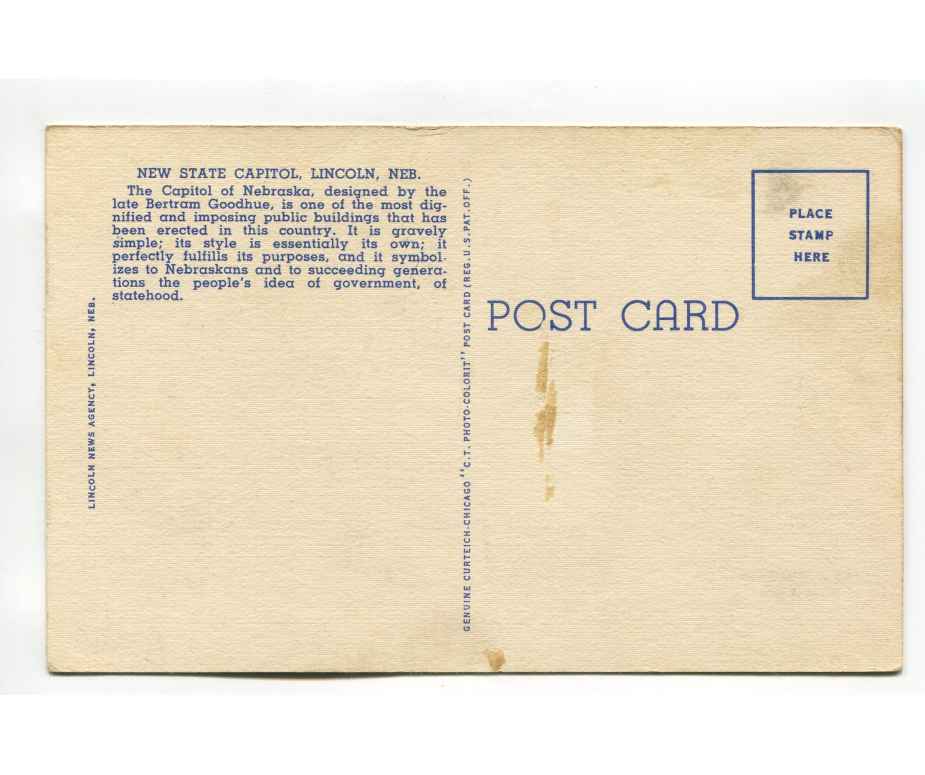 NEW STATE CAPITOL, LINCOLN, NEB.
The Capitol of Nebraska, designed by the
late Bertram Goodhue, is one of the most dig-
nified and imposing public buildings that has
been erected in this country. It is gravely
simple; its style is essentially its own; it
perfectly fulfills its purposes, and it symbol-
izes to Nebraskans and to succeeding genera-
tions the people's idea of government, of
statehood.
LINCOLN NEWS AGENCY, LINCOLN, NEB.
GENUINE CURTEICH-CHICAGO "C.T. PHOTO-COLORIT" POST CARD (REG. U.S. PAT. OFF.)
POST CARD
PLACE
STAMP
HERE